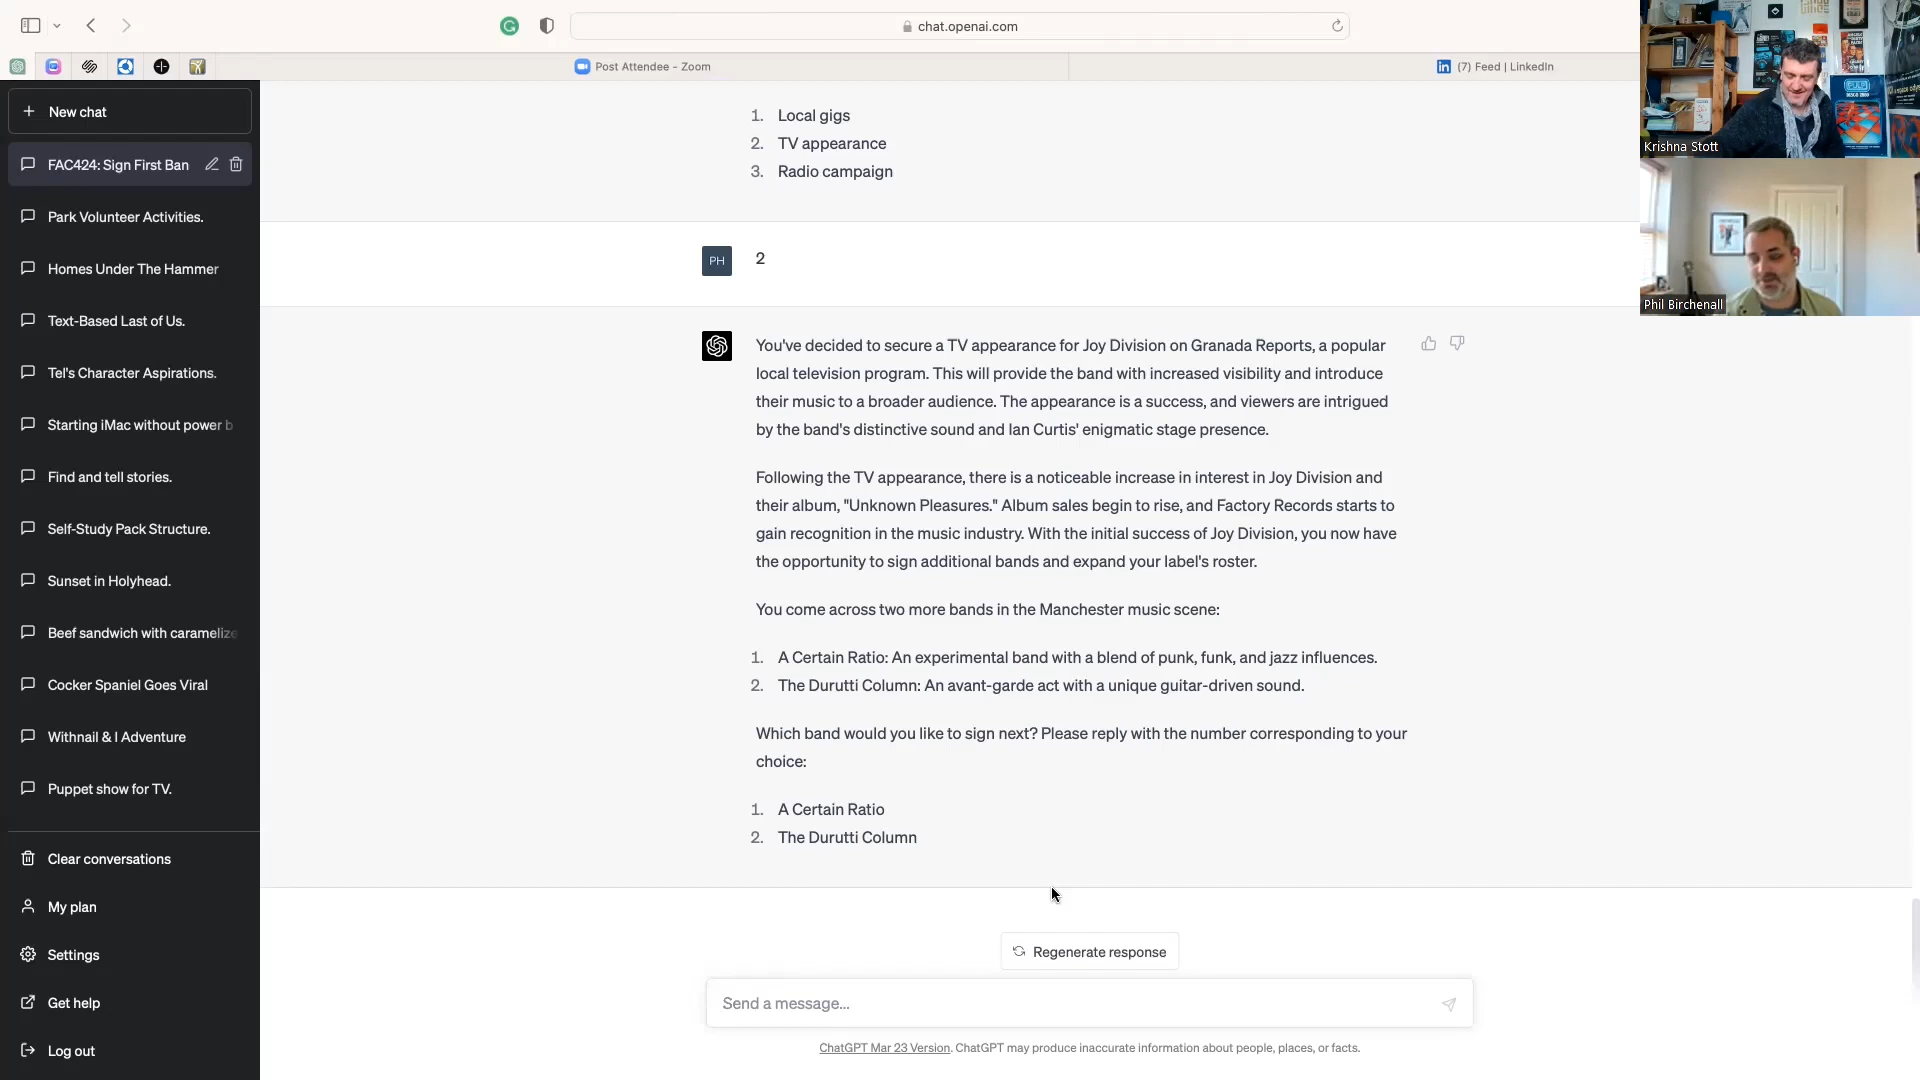 chat.openai.com
Post Attendee - Zoom
(7) Feed | LinkedIn
New chat
FAC424: Sign First Ban
Park Volunteer Activities.
Homes Under The Hammer
Text-Based Last of Us.
Tel's Character Aspirations.
Starting iMac without power b
Find and tell stories.
Self-Study Pack Structure.
Sunset in Holyhead.
Beef sandwich with caramelize
Cocker Spaniel Goes Viral
Withnail & I Adventure
Puppet show for TV.
Clear conversations
My plan
Settings
Get help
Log out
1. Local gigs
2. TV appearance
3. Radio campaign
PH
2
You've decided to secure a TV appearance for Joy Division on Granada Reports, a popular
local television program. This will provide the band with increased visibility and introduce
their music to a broader audience. The appearance is a success, and viewers are intrigued
by the band's distinctive sound and Ian Curtis' enigmatic stage presence.
Following the TV appearance, there is a noticeable increase in interest in Joy Division and
their album, "Unknown Pleasures." Album sales begin to rise, and Factory Records starts to
gain recognition in the music industry. With the initial success of Joy Division, you now have
the opportunity to sign additional bands and expand your label's roster.
You come across two more bands in the Manchester music scene:
1. A Certain Ratio: An experimental band with a blend of punk, funk, and jazz influences.
2. The Durutti Column: An avant-garde act with a unique guitar-driven sound.
Which band would you like to sign next? Please reply with the number corresponding to your
choice:
1. A Certain Ratio
2. The Durutti Column
Regenerate response
Send a message...
ChatGPT Mar 23 Version. ChatGPT may produce inaccurate information about people, places, or facts.
PULP
Krishna Stott
Phil Birchenall